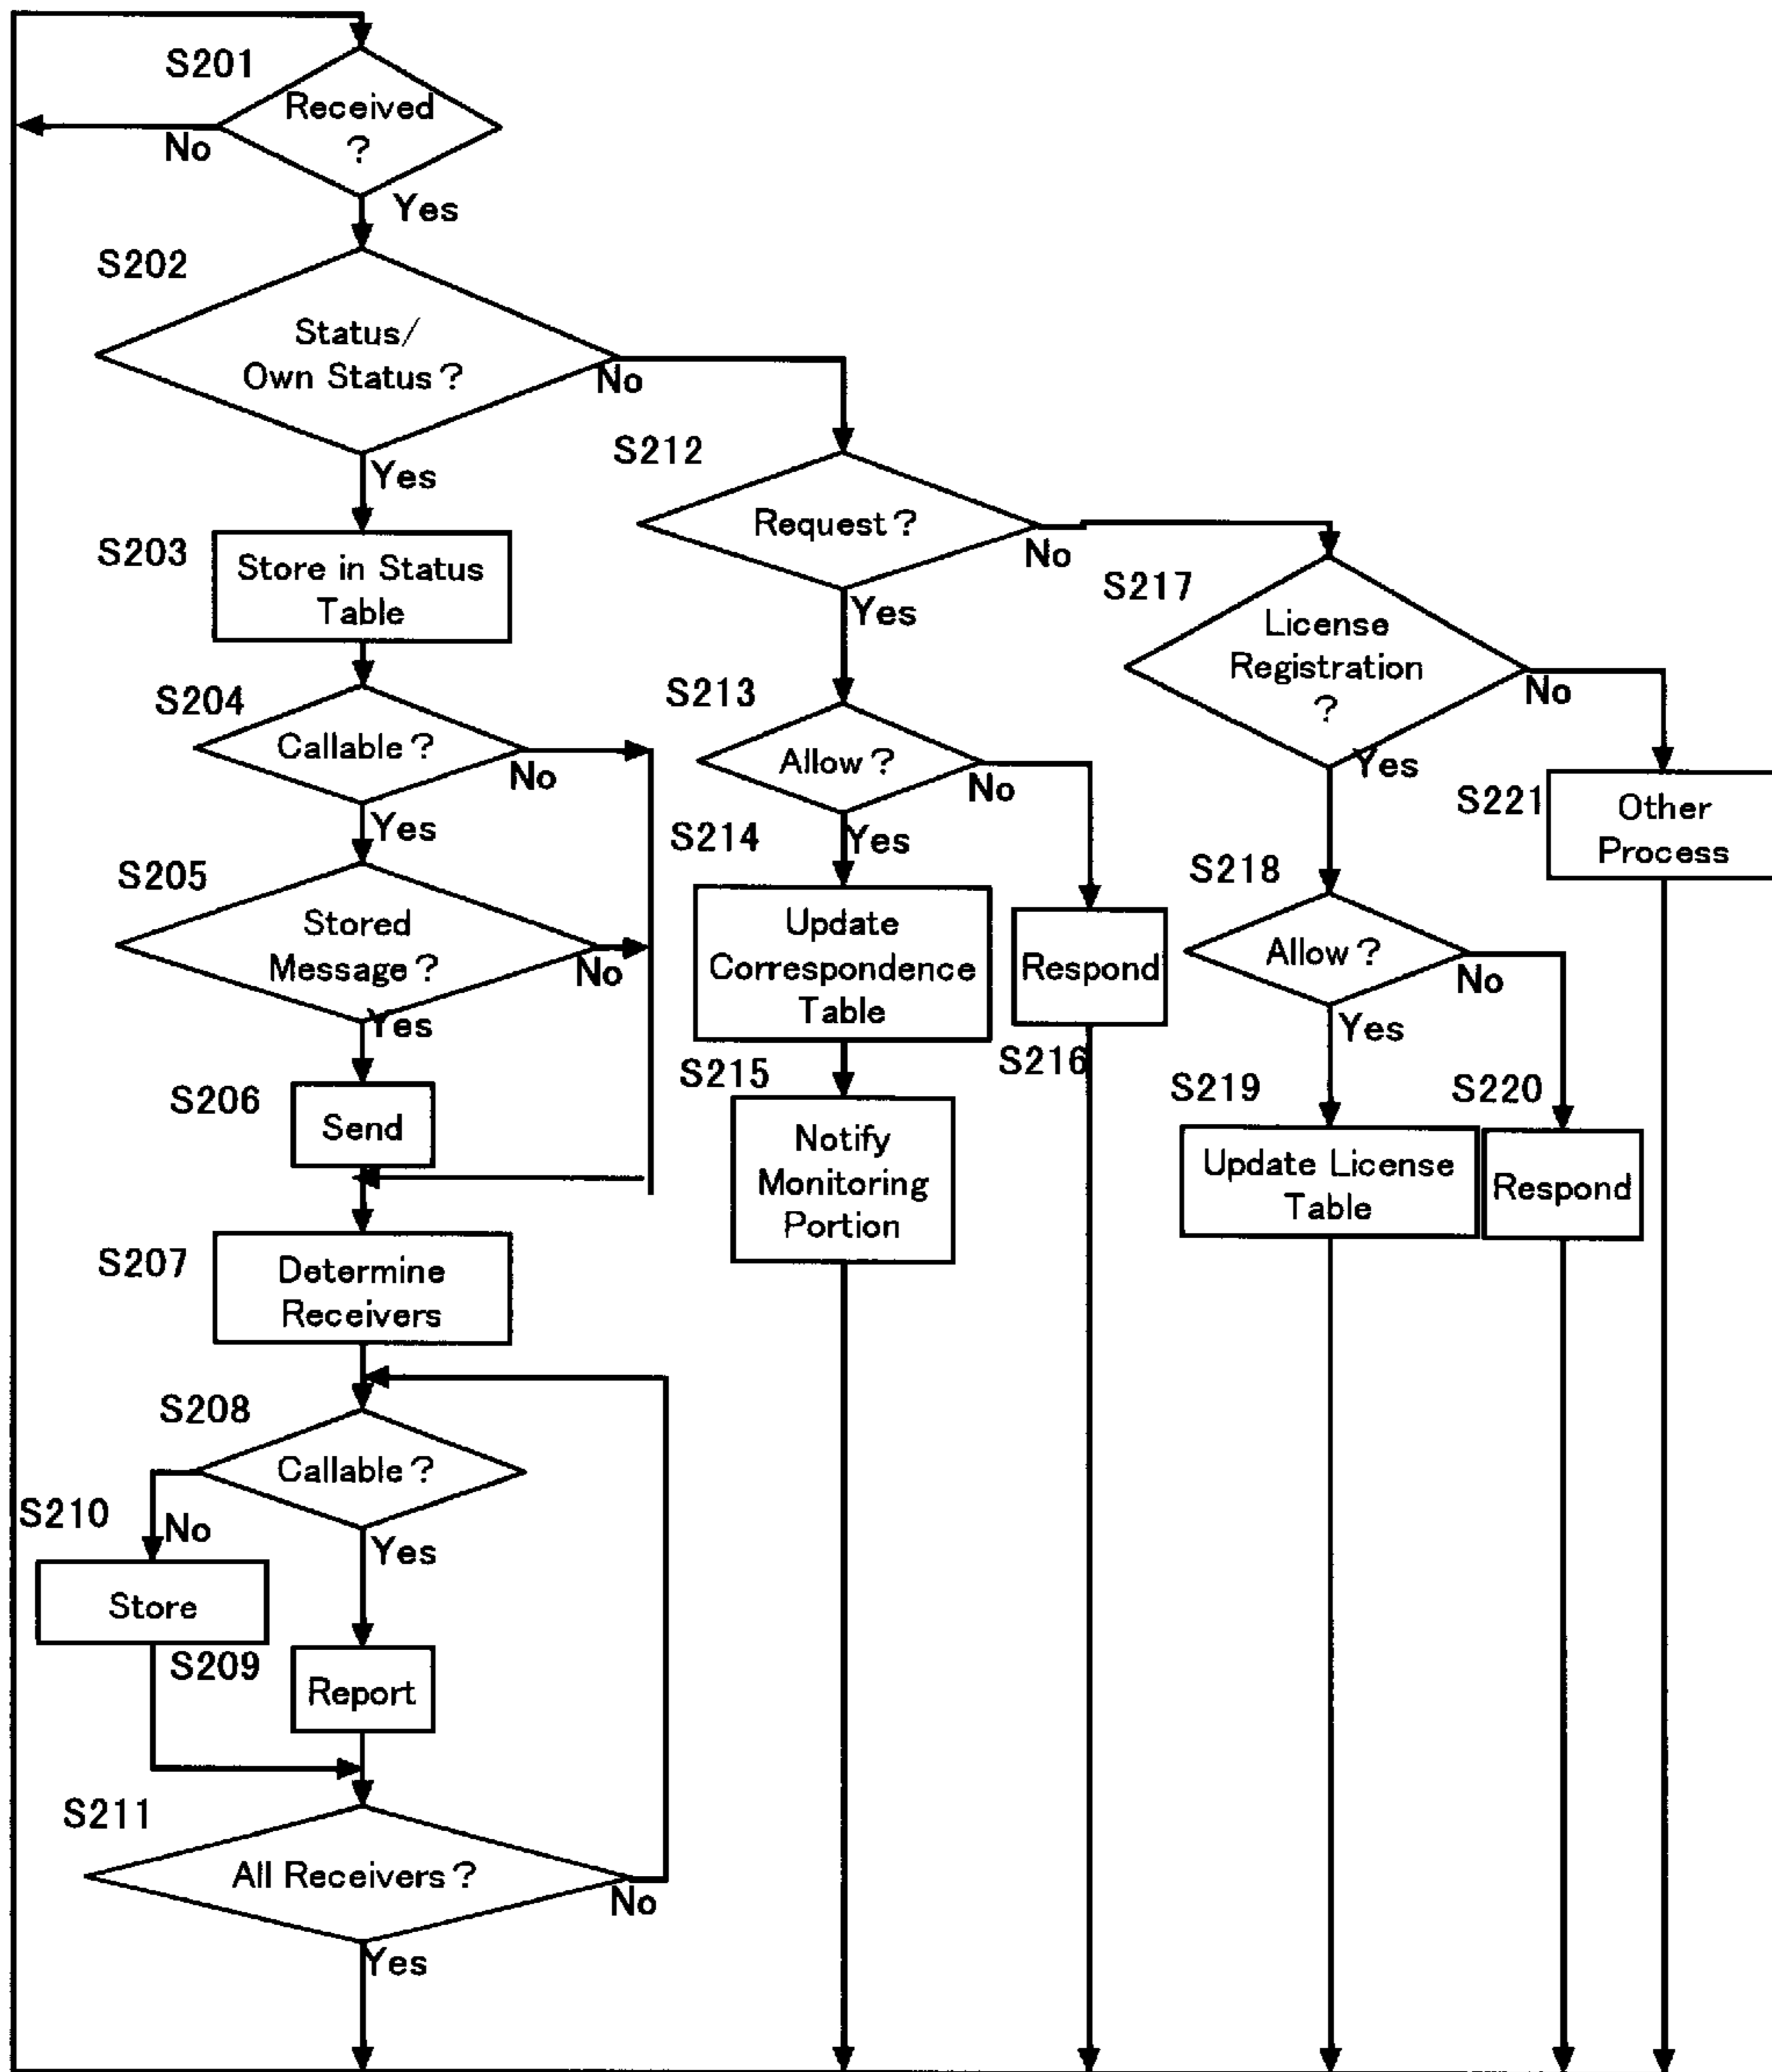 S201
Received
?
No
Yes
S202
Status/
Own Status?
No
Yes
S203
Store in Status
Table
S204
Callable?
No
Yes
S205
Stored
Message?
No
Yes
S206
Send
S207
Determine
Receivers
S208
Callable?
S210
No
Yes
Store
S209
Report
S211
All Receivers?
No
Yes
S212
Request?
No
Yes
S213
Allow?
No
S214
Yes
Update
Correspondence
Table
Respond
S215
S216
Notify
Monitoring
Portion
S217
License
Registration
?
No
Yes
S221
Other
Process
S218
Allow?
No
Yes
S219
S220
Update License
Table
Respond